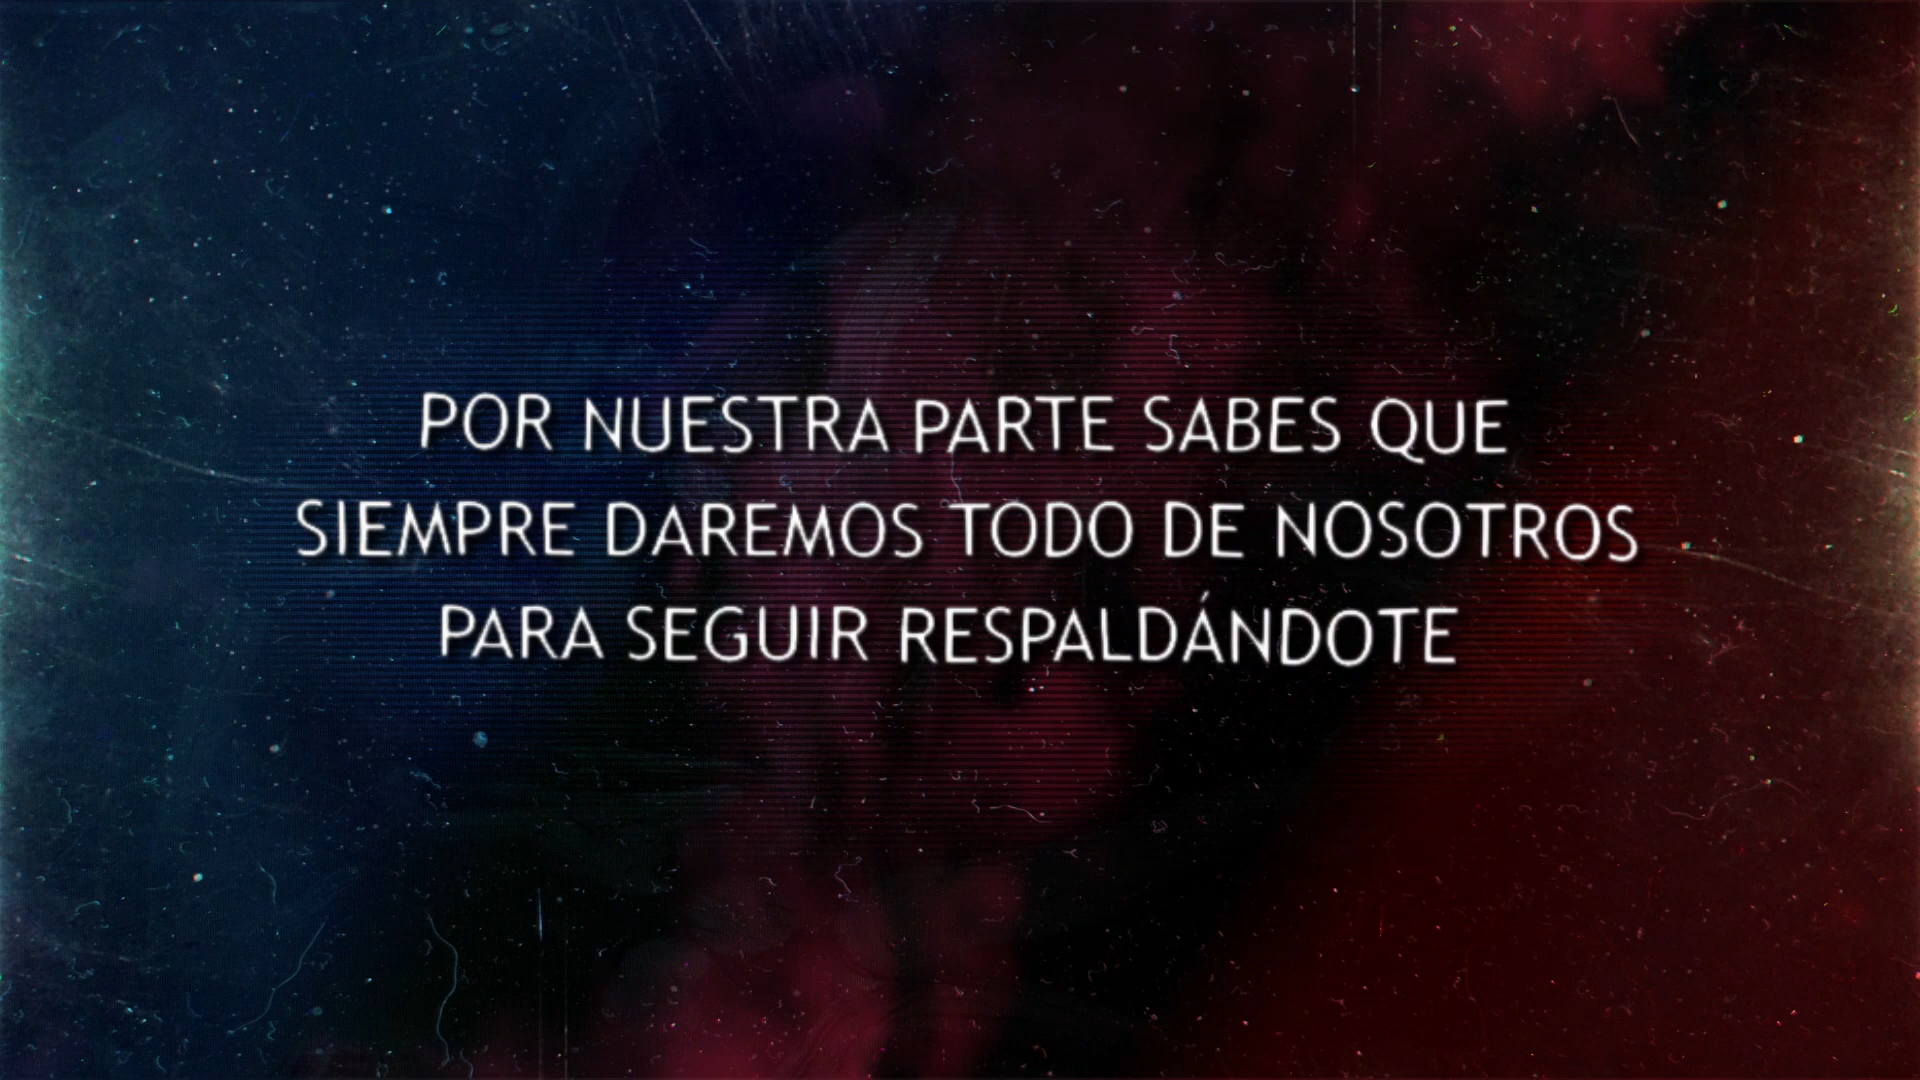 POR NUESTRA PARTE SABES QUE
SIEMPRE DAREMOS TODO DE NOSOTROS
PARA SEGUIR RESPALDÁNDOTE